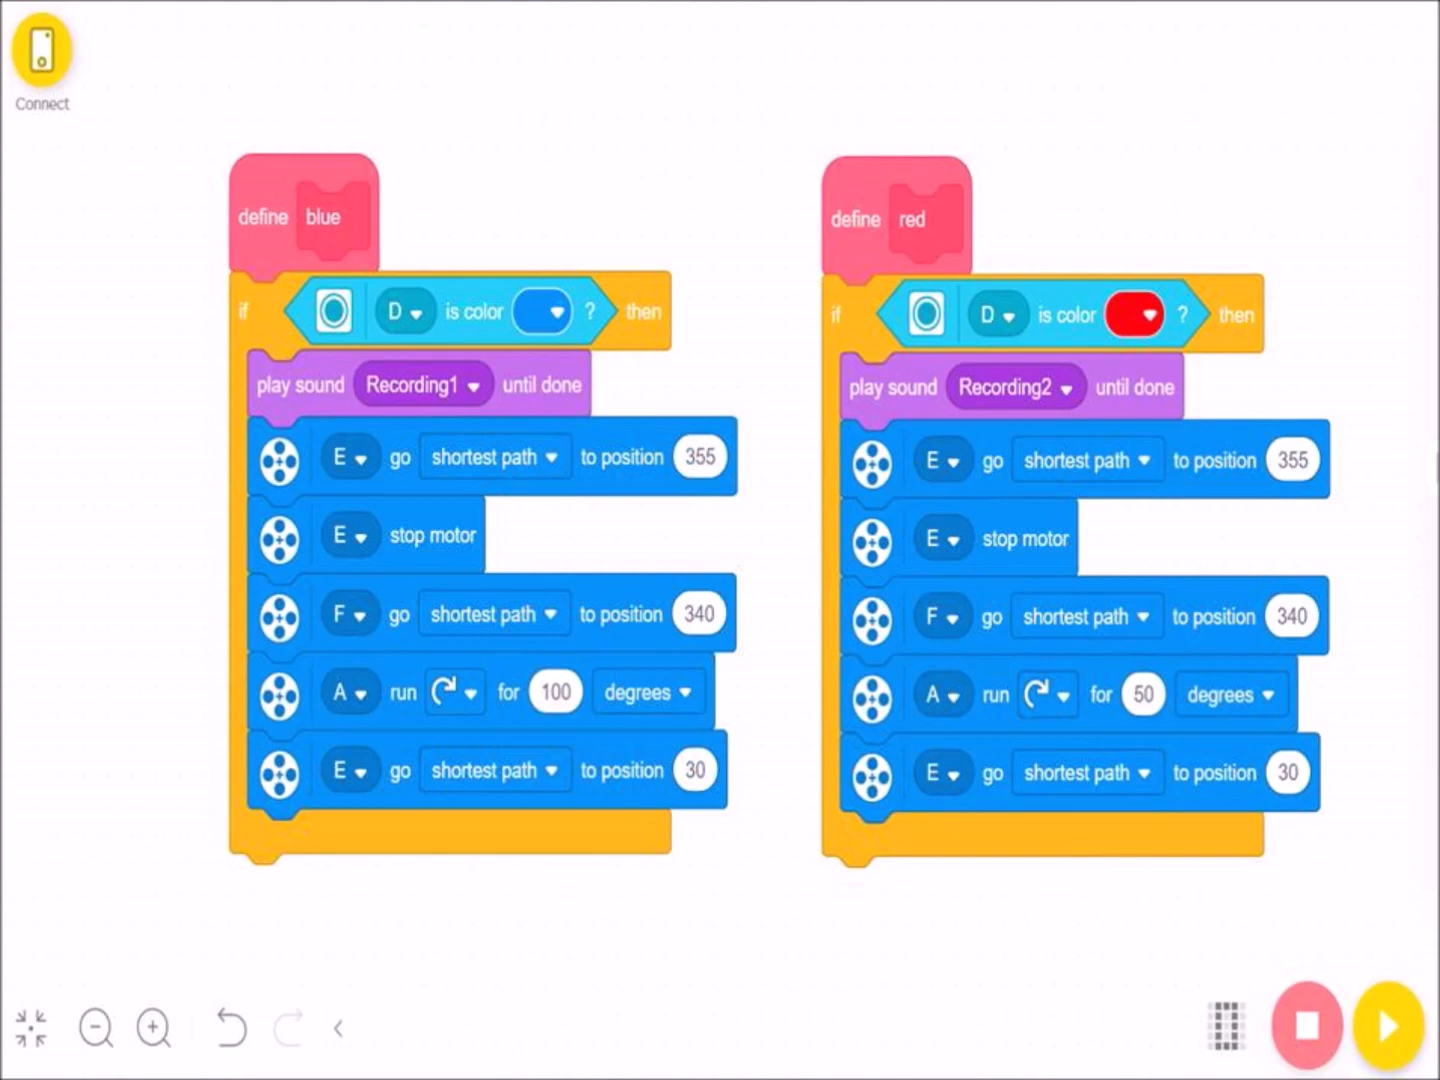 Connect
define blue
if D is color ? then
play sound Recording1 until done
E go shortest path to position 355
E stop motor
F go shortest path to position 340
A run for 100 degrees
E go shortest path to position 30
define red
if D is color ? then
play sound Recording2 until done
E go shortest path to position 355
E stop motor
F go shortest path to position 340
A run for 50 degrees
E go shortest path to position 30